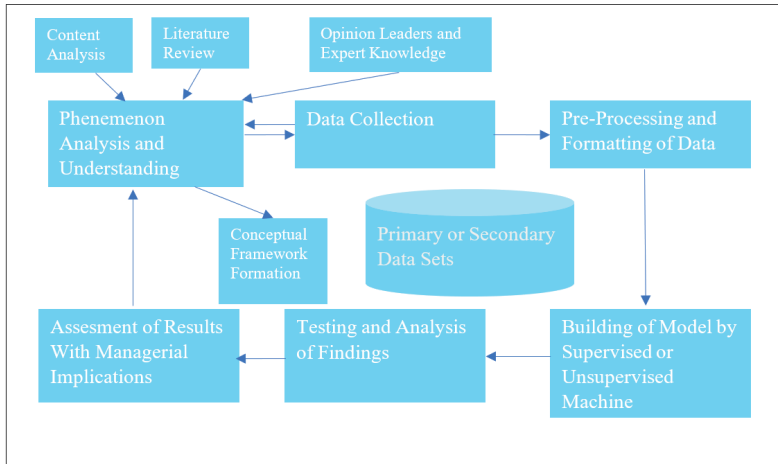 Content
Analysis
Literature
Review
Opinion Leaders and
Expert Knowledge
Phenemenon
Analysis and
Understanding
Data Collection
Pre-Processing and
Formatting of Data
Conceptual
Framework
Formation
Primary or Secondary
Data Sets
Assesment of Results
With Managerial
Implications
Testing and Analysis
of Findings
Building of Model by
Supervised or
Unsupervised
Machine